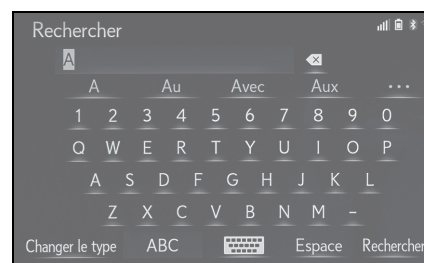 Rechercher
A
A Au Avec Aux ...
1 2 3 4 5 6 7 8 9 0
Q W E R T Y U I O P
A S D F G H J K L
Z X C V B N M -
Changer le type ABC Espace Rechercher